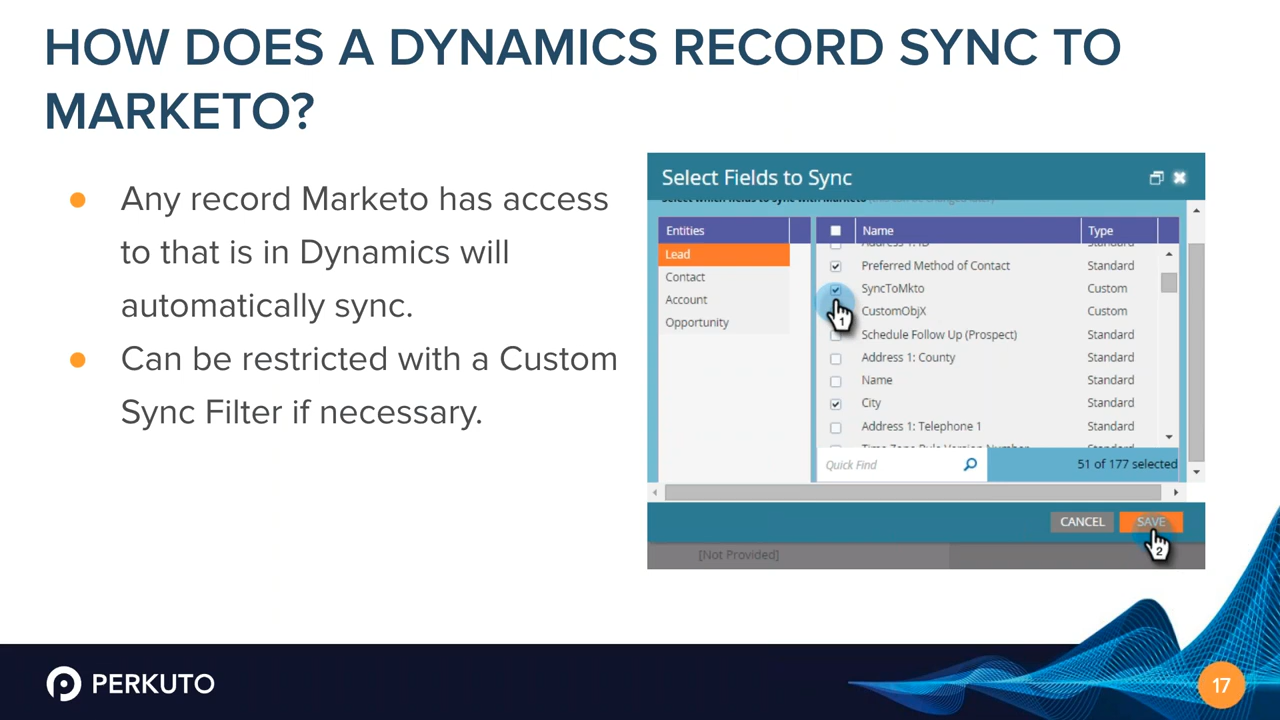 HOW DOES A DYNAMICS RECORD SYNC TO
MARKETO?
● Any record Marketo has access
to that is in Dynamics will
automatically sync.
● Can be restricted with a Custom
Sync Filter if necessary.
Select Fields to Sync
Entities
Lead
Contact
Account
Opportunity
Name Type
Preferred Method of Contact Standard
SyncToMkto Custom
CustomObjX Custom
Schedule Follow Up (Prospect) Standard
Address 1: County Standard
Name Standard
City Standard
Address 1: Telephone 1 Standard
Quick Find
51 of 177 selected
CANCEL SAVE
1
2
[Not Provided]
PERKUTO
17